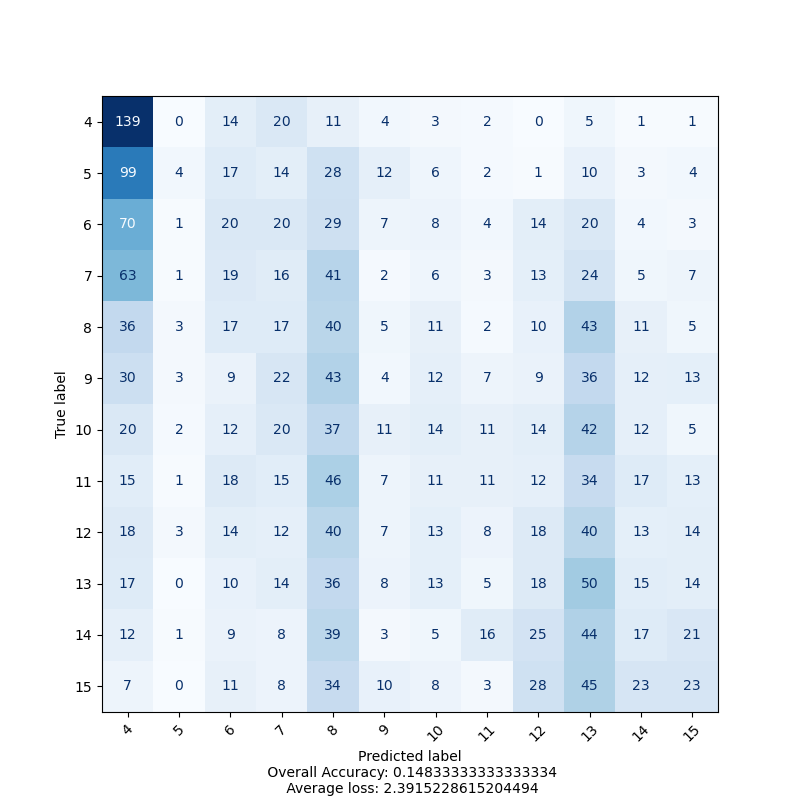 4 139 0 14 20 11 4 3 2 0 5 1 1
5 99 4 17 14 28 12 6 2 1 10 3 4
6 70 1 20 20 29 7 8 4 14 20 4 3
7 63 1 19 16 41 2 6 3 13 24 5 7
8 36 3 17 17 40 5 11 2 10 43 11 5
9 30 3 9 22 43 4 12 7 9 36 12 13
True label
10 20 2 12 20 37 11 14 11 14 42 12 5
11 15 1 18 15 46 7 11 11 12 34 17 13
12 18 3 14 12 40 7 13 8 18 40 13 14
13 17 0 10 14 36 8 13 5 18 50 15 14
14 12 1 9 8 39 3 5 16 25 44 17 21
15 7 0 11 8 34 10 8 3 28 45 23 23
4 5 6 7 8 9 10 11 12 13 14 15
Predicted label
Overall Accuracy: 0.14833333333333334
Average loss: 2.3915228615204494